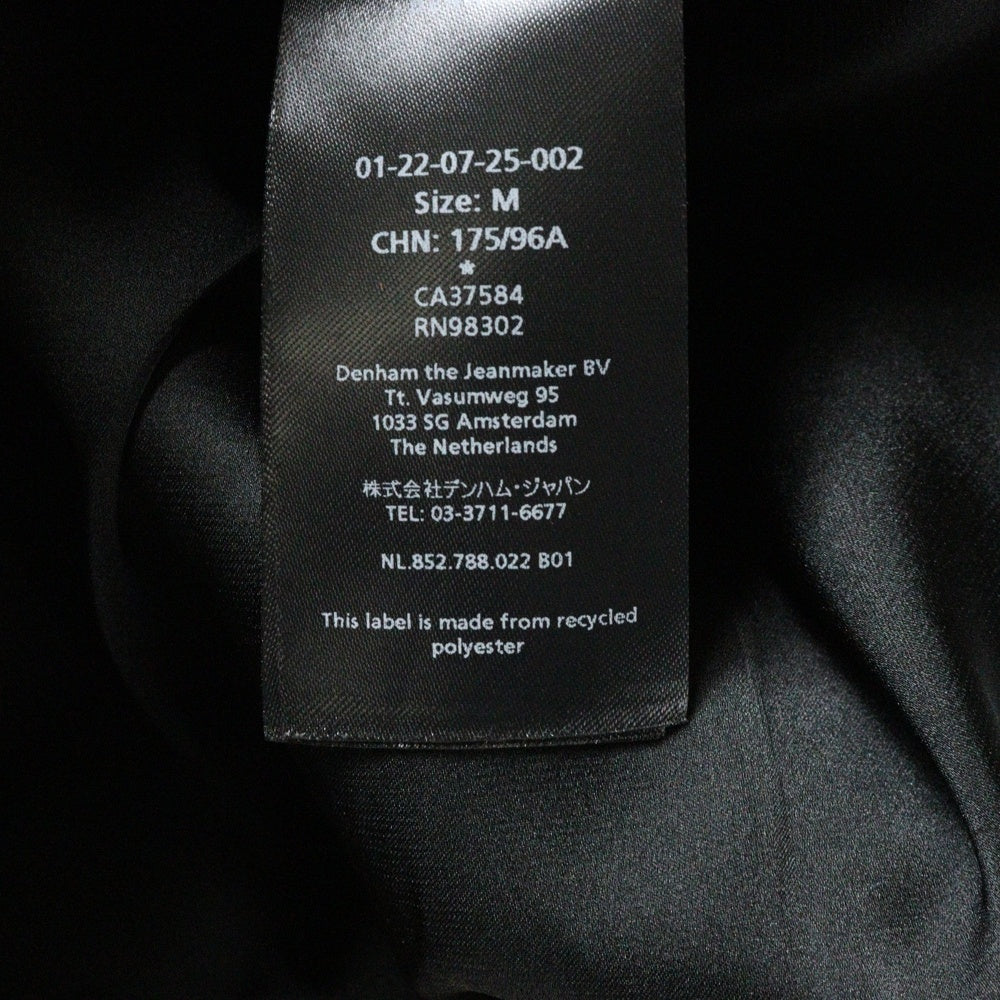 01-22-07-25-002
Size: M
CHN: 175/96A
*
CA37584
RN98302
Denham the Jeanmaker BV
Tt. Vasumweg 95
1033 SG Amsterdam
The Netherlands
株式会社デンハム・ジャパン
TEL: 03-3711-6677
NL.852.788.022 B01
This label is made from recycled
polyester